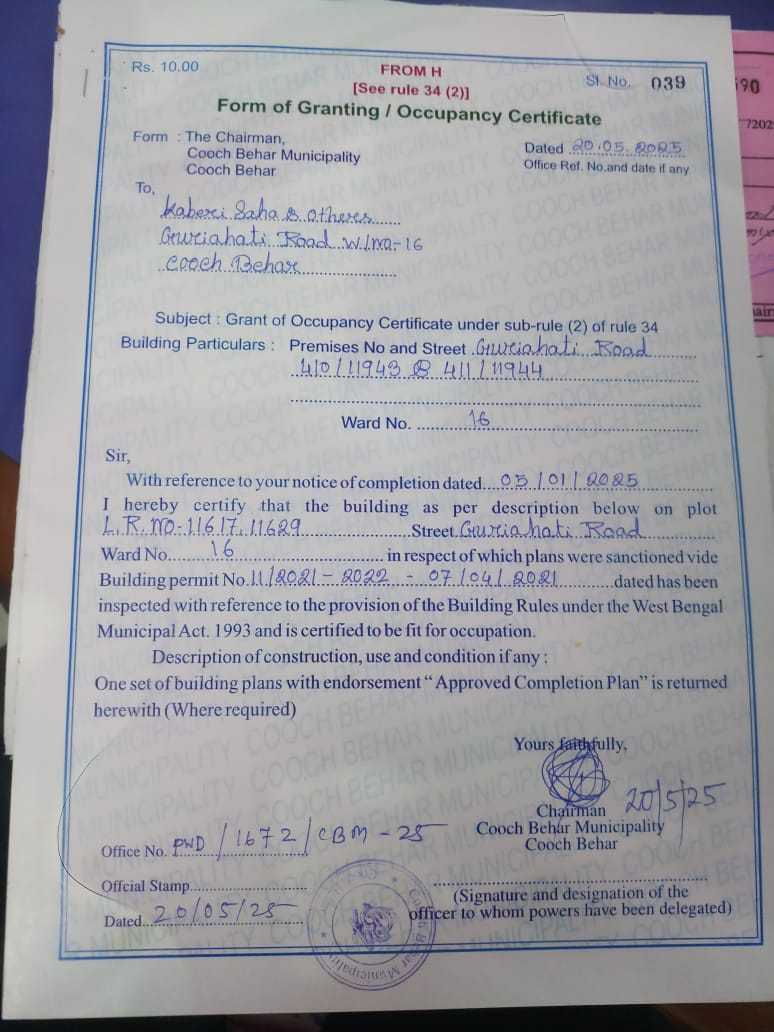 Rs. 10.00
FROM H
[See rule 34 (2)]
Sl. No. 039
Form of Granting / Occupancy Certificate
Form : The Chairman,
Cooch Behar Municipality
Cooch Behar
Dated 20.05.2025
Office Ref. No.and date if any
To,
Kaberi Saha & Otheres
Guriahati Road W/no-16
Cooch Behar
Subject : Grant of Occupancy Certificate under sub-rule (2) of rule 34
Building Particulars : Premises No and Street Guriahati Road
410/11943 & 411/11944
Ward No. 16
Sir,
With reference to your notice of completion dated 03/01/2025
I hereby certify that the building as per description below on plot
L.R. no-11617,11629 Street Guriahati Road
Ward No. 16 in respect of which plans were sanctioned vide
Building permit No. 11/2021-2022 - 07/04/2021 dated has been
inspected with reference to the provision of the Building Rules under the West Bengal
Municipal Act. 1993 and is certified to be fit for occupation.
Description of construction, use and condition if any :
One set of building plans with endorsement “ Approved Completion Plan” is returned
herewith (Where required)
Yours faithfully,
20/5/25
Chairman
Cooch Behar Municipality
Cooch Behar
Office No. PWD/1672/CBM-25
Offcial Stamp
Dated 20/05/25
(Signature and designation of the
officer to whom powers have been delegated)
Cooch Behar Municipality
590